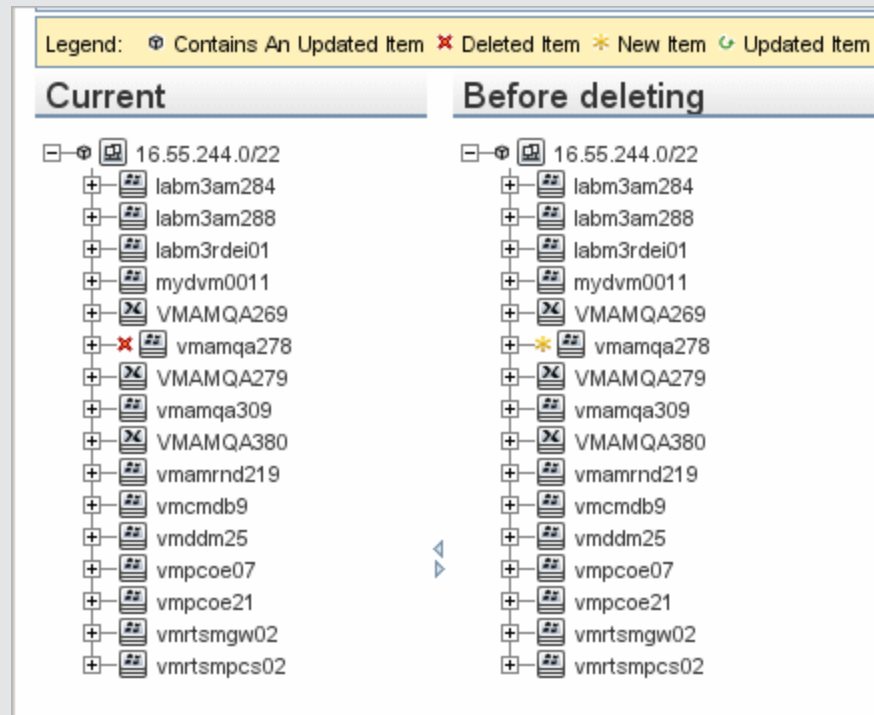 Legend: Contains An Updated Item Deleted Item New Item Updated Item
Current
16.55.244.0/22
labm3am284
labm3am288
labm3rdei01
mydvm0011
VMAMQA269
vmamqa278
VMAMQA279
vmamqa309
VMAMQA380
vmamrnd219
vmcmdb9
vmddm25
vmpcoe07
vmpcoe21
vmrtsmgw02
vmrtsmpcs02
Before deleting
16.55.244.0/22
labm3am284
labm3am288
labm3rdei01
mydvm0011
VMAMQA269
vmamqa278
VMAMQA279
vmamqa309
VMAMQA380
vmamrnd219
vmcmdb9
vmddm25
vmpcoe07
vmpcoe21
vmrtsmgw02
vmrtsmpcs02